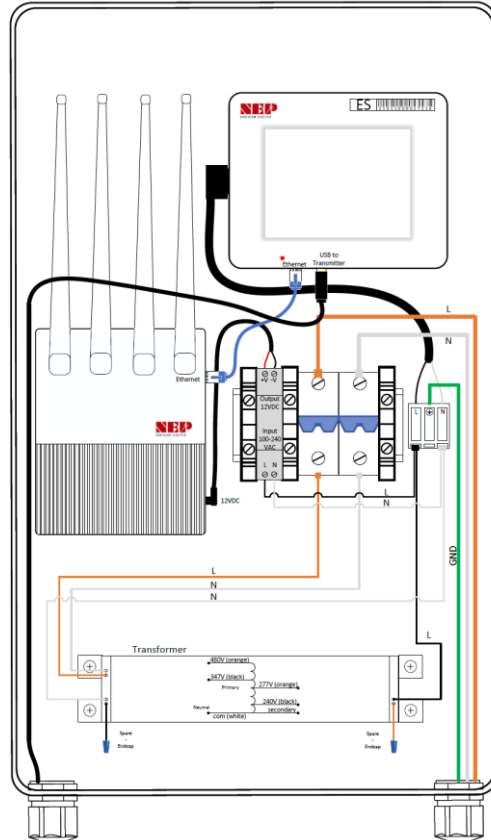 NEP
ES
USB to
Transmitter
Ethernet
L
N
Ethernet
+V -V
Output
12VDC
Input
100-240
VAC
L N
L
N
NEP
12VDC
L
N
GND
L
N
N
L
Transformer
480V (orange)
347V (black)
Primary
277V (orange)
240V (black)
Neutral
secondary
com (white)
Spare
-
Endcap
Spare
-
Endcap